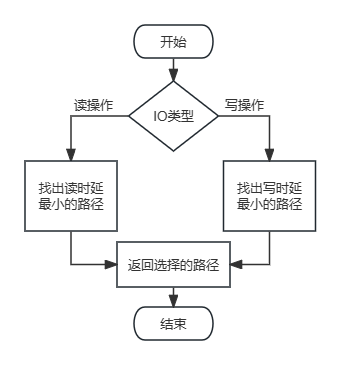 开始
IO类型
读操作
写操作
找出读时延
最小的路径
找出写时延
最小的路径
返回选择的路径
结束